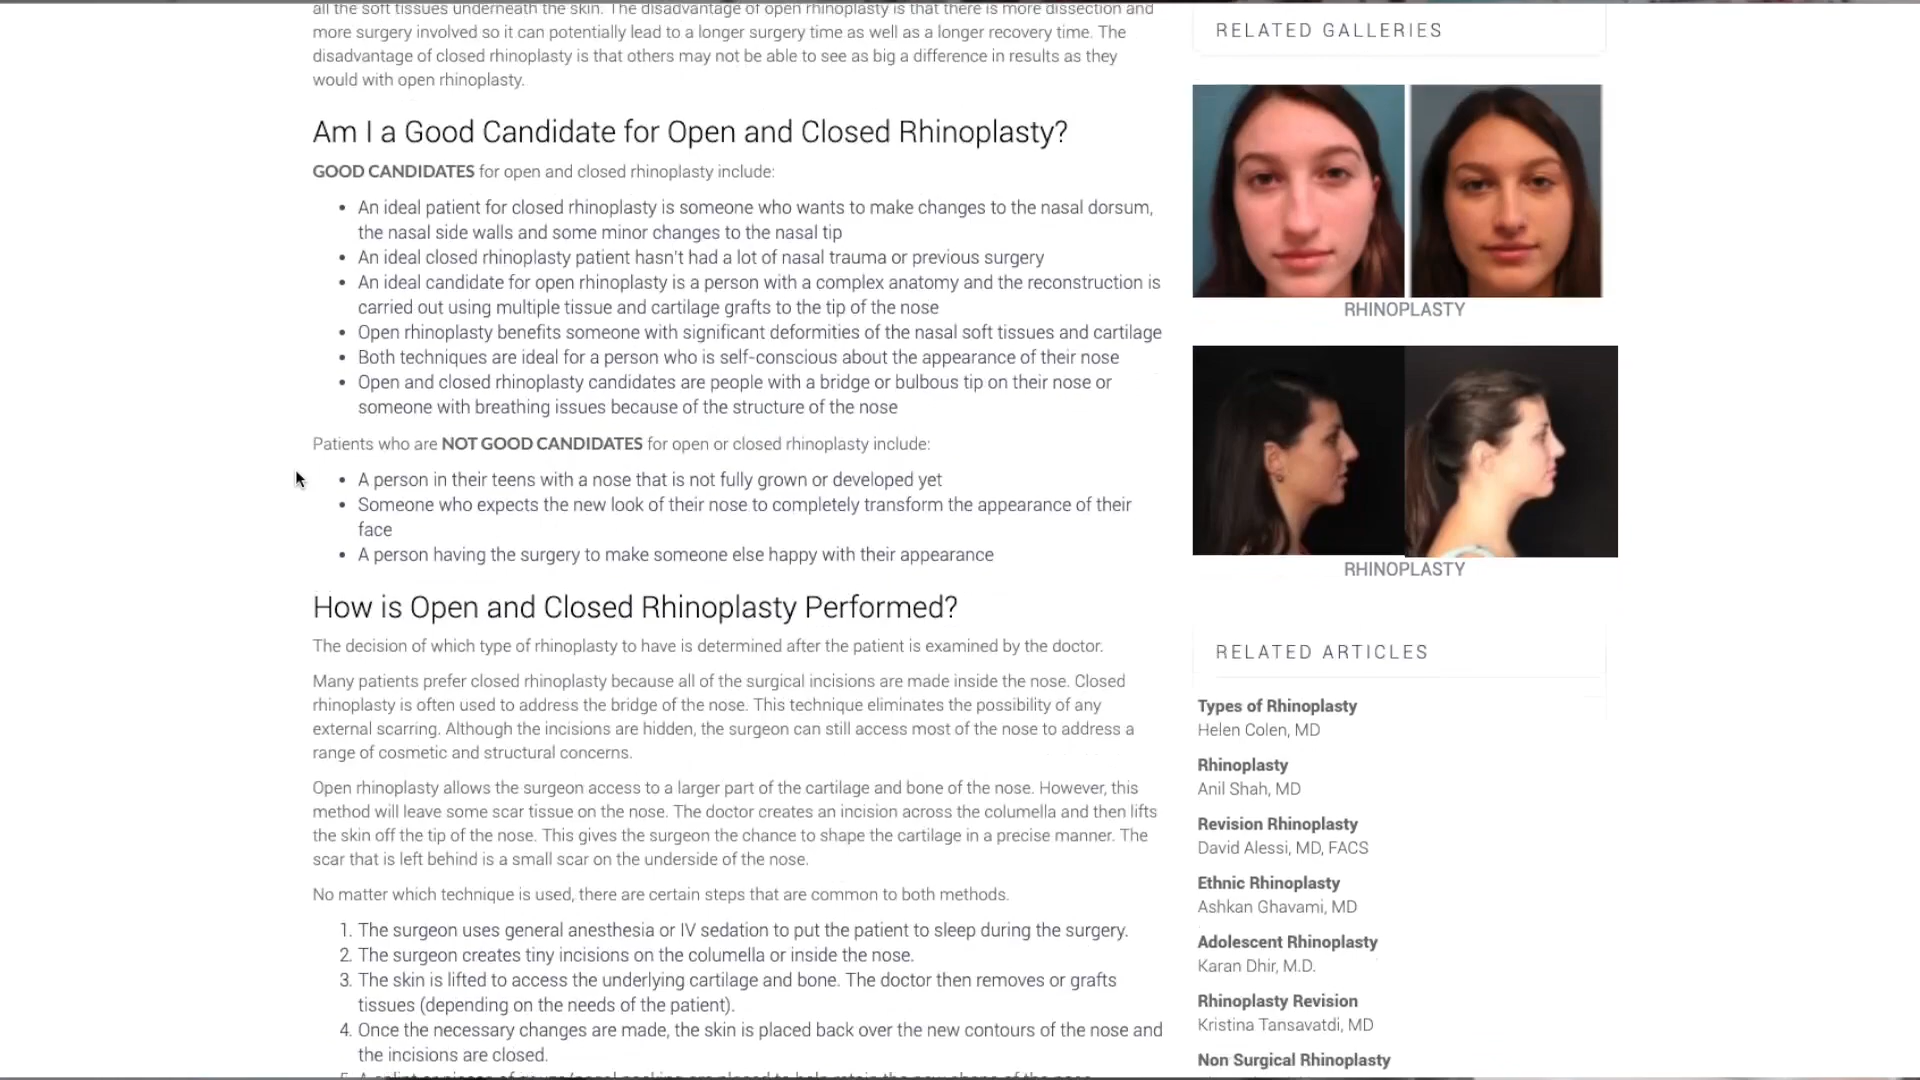 all the soft tissues underneath the skin. The disadvantage of open rhinoplasty is that there is more dissection and
more surgery involved so it can potentially lead to a longer surgery time as well as a longer recovery time. The
disadvantage of closed rhinoplasty is that others may not be able to see as big a difference in results as they
would with open rhinoplasty.
Am I a Good Candidate for Open and Closed Rhinoplasty?
GOOD CANDIDATES for open and closed rhinoplasty include:
• An ideal patient for closed rhinoplasty is someone who wants to make changes to the nasal dorsum,
the nasal side walls and some minor changes to the nasal tip
• An ideal closed rhinoplasty patient hasn't had a lot of nasal trauma or previous surgery
• An ideal candidate for open rhinoplasty is a person with a complex anatomy and the reconstruction is
carried out using multiple tissue and cartilage grafts to the tip of the nose
• Open rhinoplasty benefits someone with significant deformities of the nasal soft tissues and cartilage
• Both techniques are ideal for a person who is self-conscious about the appearance of their nose
• Open and closed rhinoplasty candidates are people with a bridge or bulbous tip on their nose or
someone with breathing issues because of the structure of the nose
Patients who are NOT GOOD CANDIDATES for open or closed rhinoplasty include:
• A person in their teens with a nose that is not fully grown or developed yet
• Someone who expects the new look of their nose to completely transform the appearance of their
face
• A person having the surgery to make someone else happy with their appearance
How is Open and Closed Rhinoplasty Performed?
The decision of which type of rhinoplasty to have is determined after the patient is examined by the doctor.
Many patients prefer closed rhinoplasty because all of the surgical incisions are made inside the nose. Closed
rhinoplasty is often used to address the bridge of the nose. This technique eliminates the possibility of any
external scarring. Although the incisions are hidden, the surgeon can still access most of the nose to address a
range of cosmetic and structural concerns.
Open rhinoplasty allows the surgeon access to a larger part of the cartilage and bone of the nose. However, this
method will leave some scar tissue on the nose. The doctor creates an incision across the columella and then lifts
the skin off the tip of the nose. This gives the surgeon the chance to shape the cartilage in a precise manner. The
scar that is left behind is a small scar on the underside of the nose.
No matter which technique is used, there are certain steps that are common to both methods.
1. The surgeon uses general anesthesia or IV sedation to put the patient to sleep during the surgery.
2. The surgeon creates tiny incisions on the columella or inside the nose.
3. The skin is lifted to access the underlying cartilage and bone. The doctor then removes or grafts
tissues (depending on the needs of the patient).
4. Once the necessary changes are made, the skin is placed back over the new contours of the nose and
the incisions are closed.
RELATED GALLERIES
RHINOPLASTY
RHINOPLASTY
RELATED ARTICLES
Types of Rhinoplasty
Helen Colen, MD
Rhinoplasty
Anil Shah, MD
Revision Rhinoplasty
David Alessi, MD, FACS
Ethnic Rhinoplasty
Ashkan Ghavami, MD
Adolescent Rhinoplasty
Karan Dhir, M.D.
Rhinoplasty Revision
Kristina Tansavatdi, MD
Non Surgical Rhinoplasty